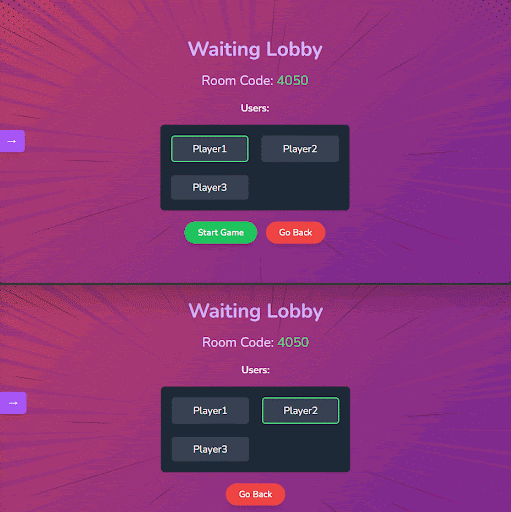 Waiting Lobby
Room Code: 4050
Users:
→
Player1 Player2
Player3
Start Game Go Back
Waiting Lobby
Room Code: 4050
Users:
→
Player1 Player2
Player3
Go Back